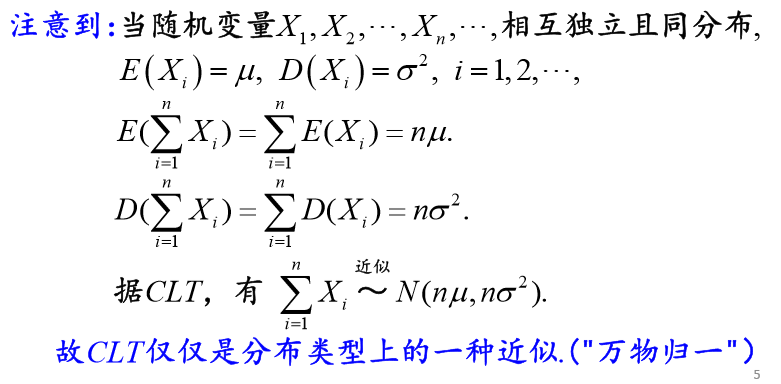 注意到:当随机变量X₁, X₂, ⋯, Xₙ, ⋯, 相互独立且同分布,
E(Xᵢ) = μ, D(Xᵢ) = σ², i = 1, 2, ⋯,
E(∑ᵢ₌₁ⁿ Xᵢ) = ∑ᵢ₌₁ⁿ E(Xᵢ) = nμ.
D(∑ᵢ₌₁ⁿ Xᵢ) = ∑ᵢ₌₁ⁿ D(Xᵢ) = nσ².
据CLT, 有 ∑ᵢ₌₁ⁿ Xᵢ 近似~ N(nμ, nσ²).
故CLT仅仅是分布类型上的一种近似.("万物归一")
5